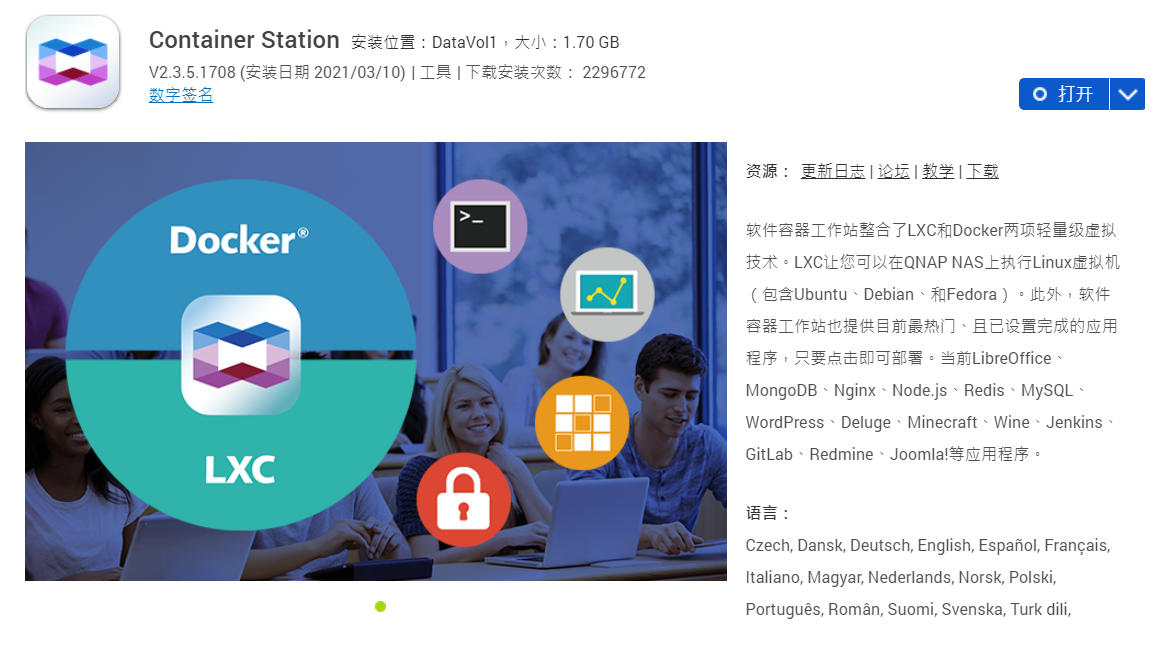 Container Station 安装位置：DataVol1，大小：1.70 GB
V2.3.5.1708 (安装日期 2021/03/10) | 工具 | 下载安装次数： 2296772
数字签名
打开
Docker®
>_
LXC
资源： 更新日志 | 论坛 | 教学 | 下载
软件容器工作站整合了LXC和Docker两项轻量级虚拟
技术。LXC让您可以在QNAP NAS上执行Linux虚拟机
（包含Ubuntu、Debian、和Fedora）。此外，软件
容器工作站也提供目前最热门、且已设置完成的应用
程序，只要点击即可部署。当前LibreOffice、
MongoDB、Nginx、Node.js、Redis、MySQL、
WordPress、Deluge、Minecraft、Wine、Jenkins、
GitLab、Redmine、Joomla!等应用程序。
语言：
Czech, Dansk, Deutsch, English, Español, Français,
Italiano, Magyar, Nederlands, Norsk, Polski,
Português, Român, Suomi, Svenska, Turk dili,